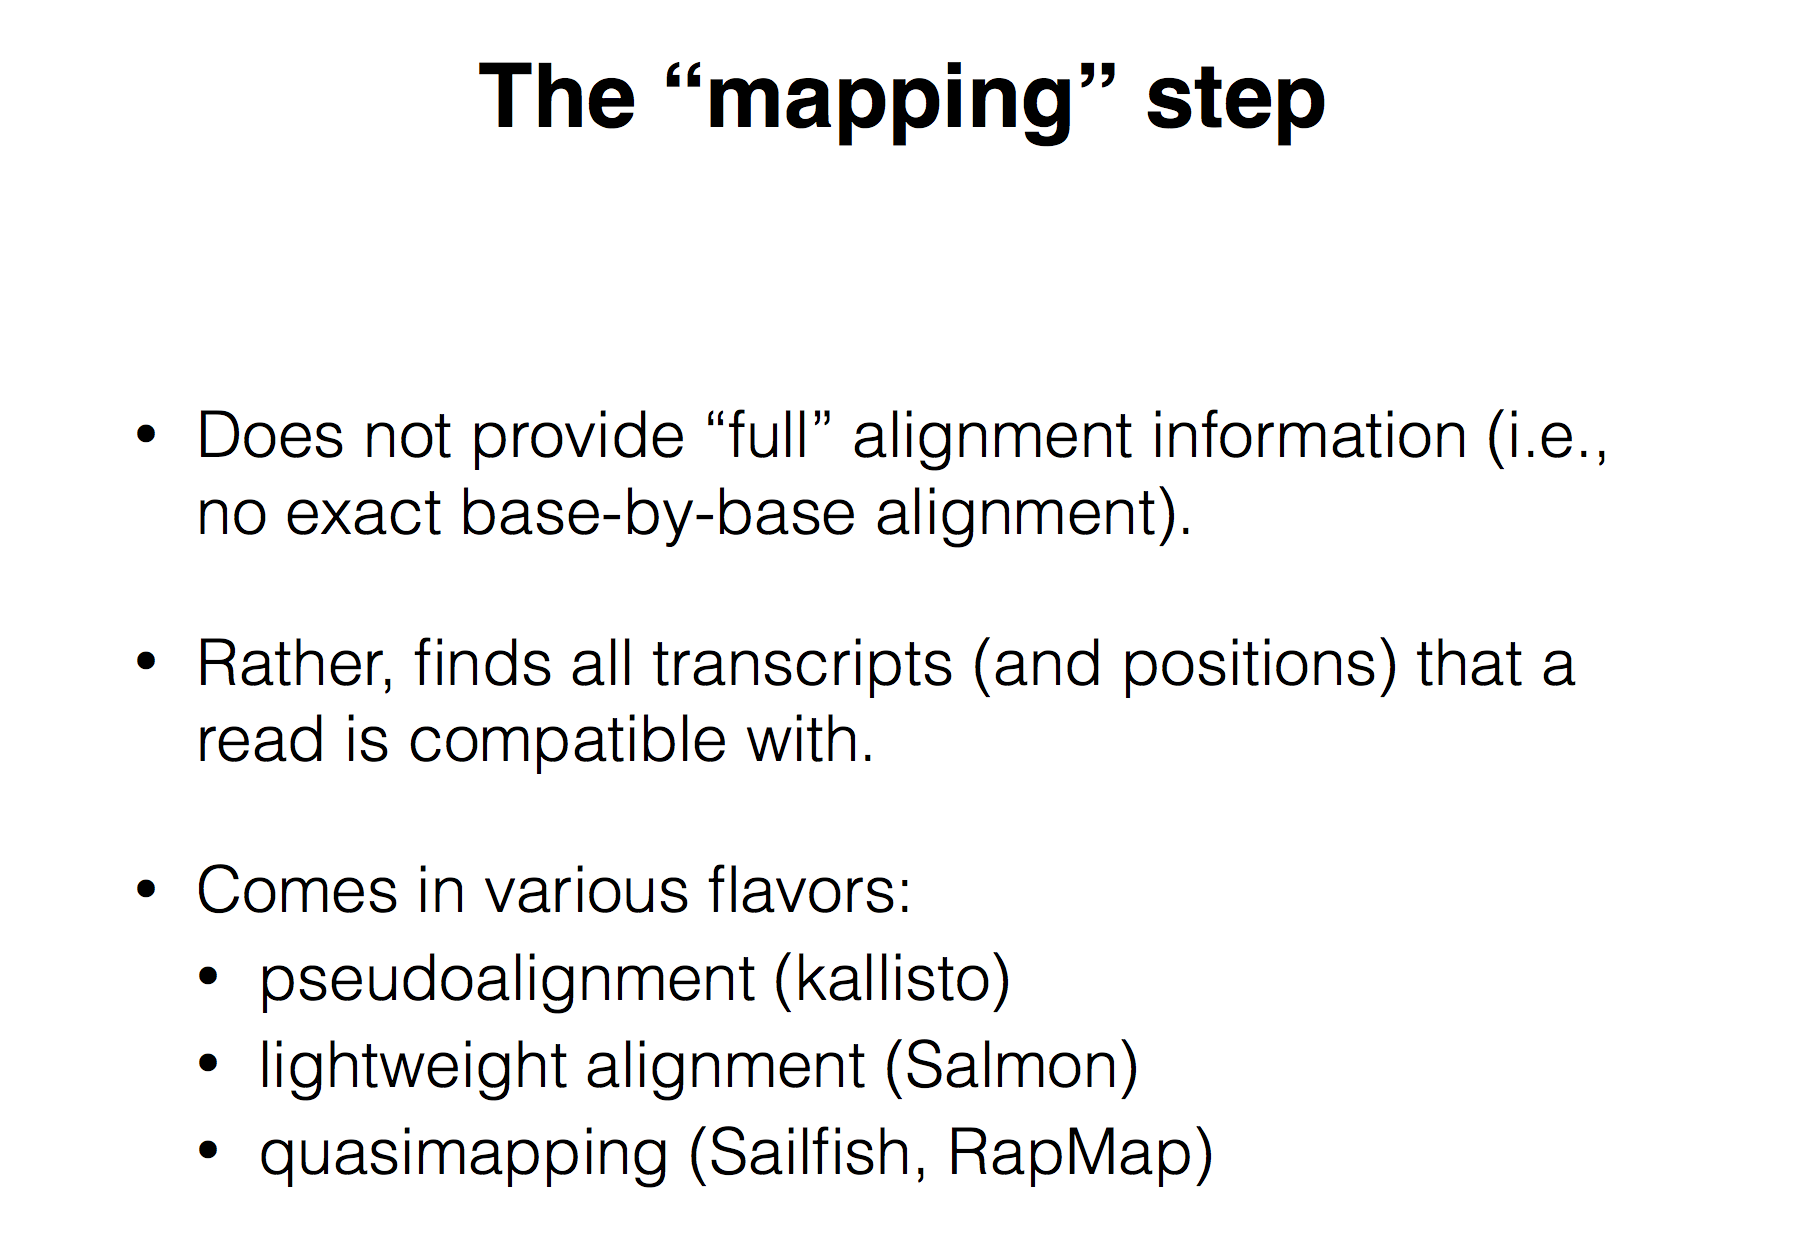 The “mapping” step
• Does not provide “full” alignment information (i.e.,
no exact base-by-base alignment).
• Rather, finds all transcripts (and positions) that a
read is compatible with.
• Comes in various flavors:
• pseudoalignment (kallisto)
• lightweight alignment (Salmon)
• quasimapping (Sailfish, RapMap)